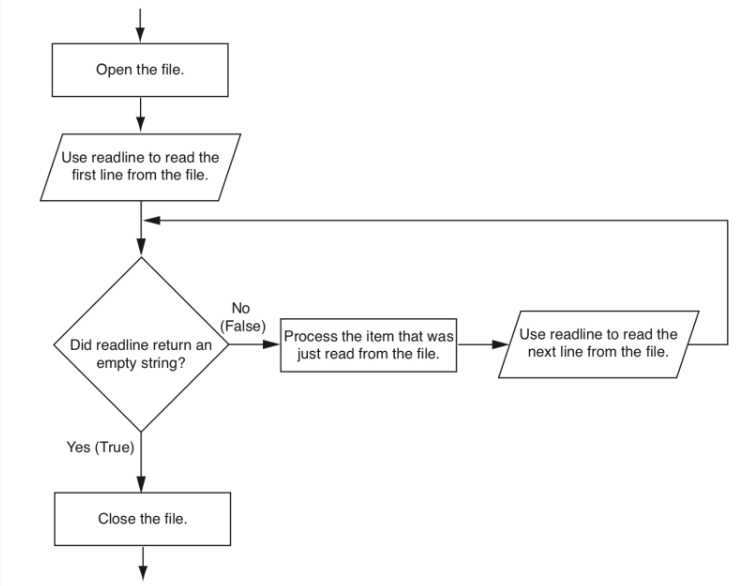 Open the file.
Use readline to read the
first line from the file.
Did readline return an
empty string?
No
(False)
Process the item that was
just read from the file.
Use readline to read the
next line from the file.
Yes (True)
Close the file.